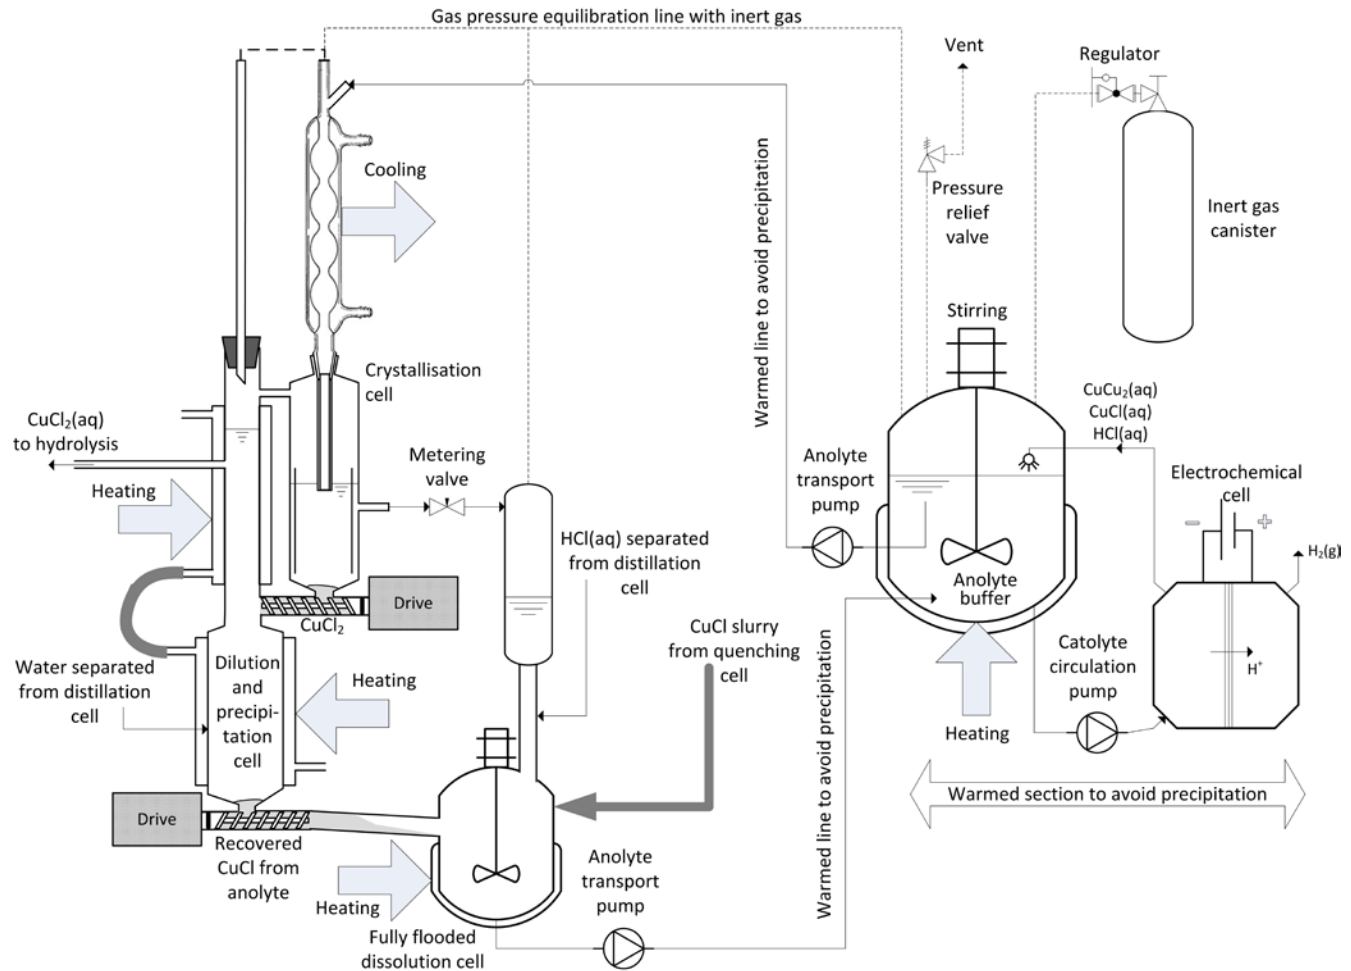 Gas pressure equilibration line with inert gas
Vent
Regulator
Cooling
Pressure
relief
valve
Inert gas
canister
Warmed line to avoid precipitation
Stirring
Crystallisation
cell
CuCl₂(aq)
to hydrolysis
Heating
Metering
valve
CuCu₂(aq)
CuCl(aq)
HCl(aq)
Anolyte
transport
pump
Electrochemical
cell
− +
H₂(g)
HCl(aq) separated
from distillation
cell
Anolyte
buffer
Drive
CuCl₂
CuCl slurry
from quenching
cell
Water separated
from distillation
cell
Dilution
and
precipi-
tation
cell
Heating
Warmed line to avoid precipitation
Catolyte
circulation
pump
H⁺
Heating
Warmed section to avoid precipitation
Drive
Recovered
CuCl from
anolyte
Heating
Anolyte
transport
pump
Fully flooded
dissolution cell